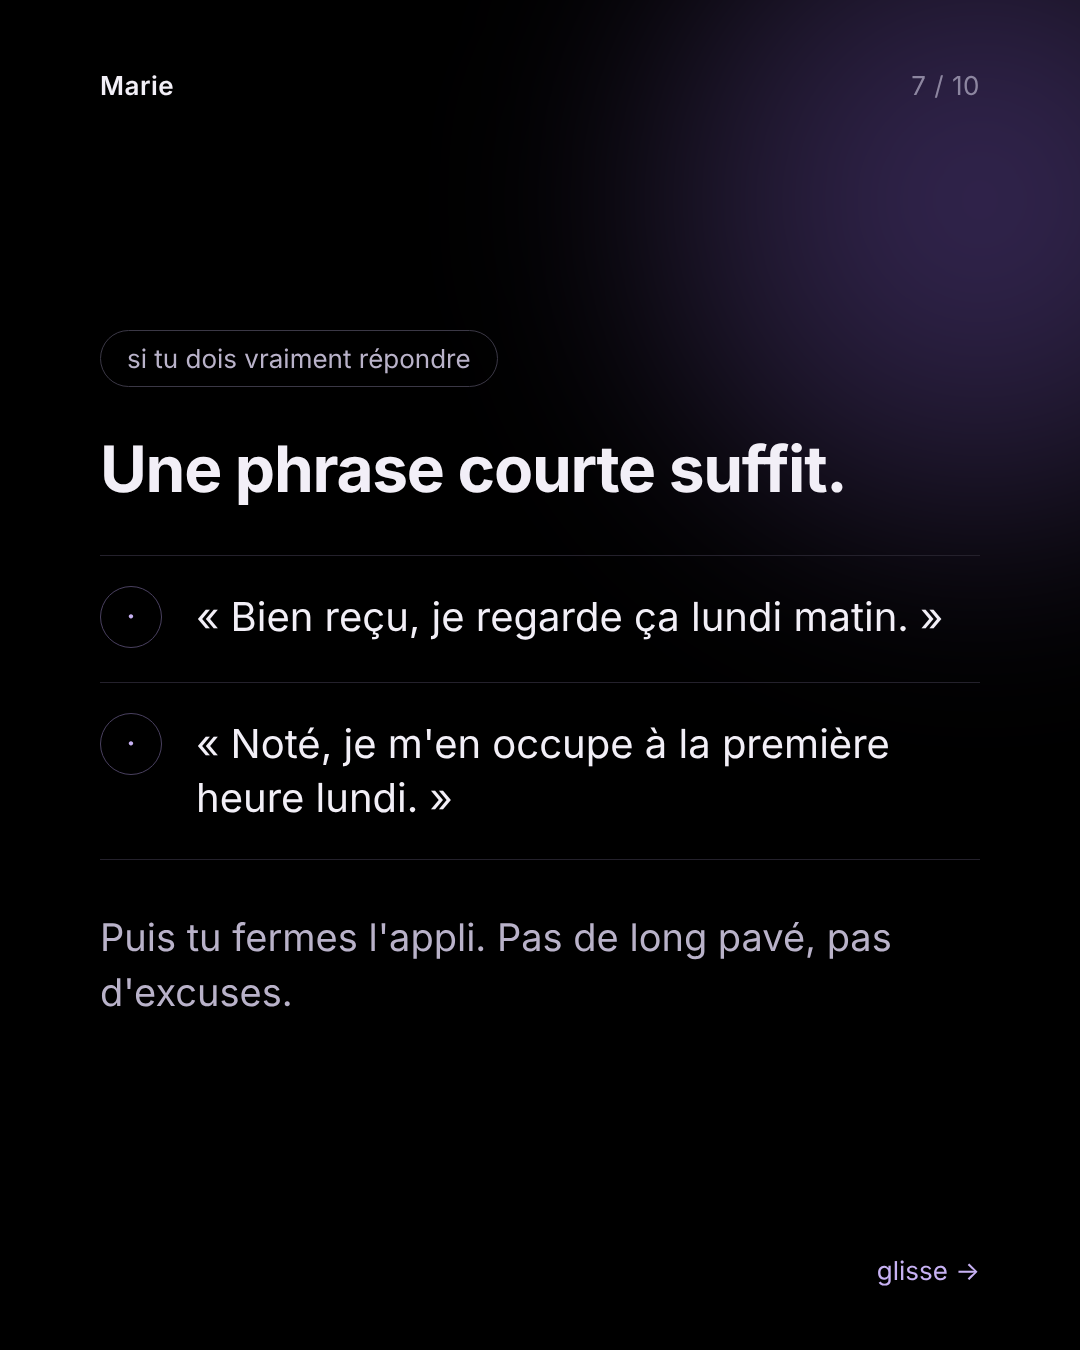 Marie
7 / 10
si tu dois vraiment répondre
Une phrase courte suffit.
« Bien reçu, je regarde ça lundi matin. »
« Noté, je m'en occupe à la première
heure lundi. »
Puis tu fermes l'appli. Pas de long pavé, pas
d'excuses.
glisse →